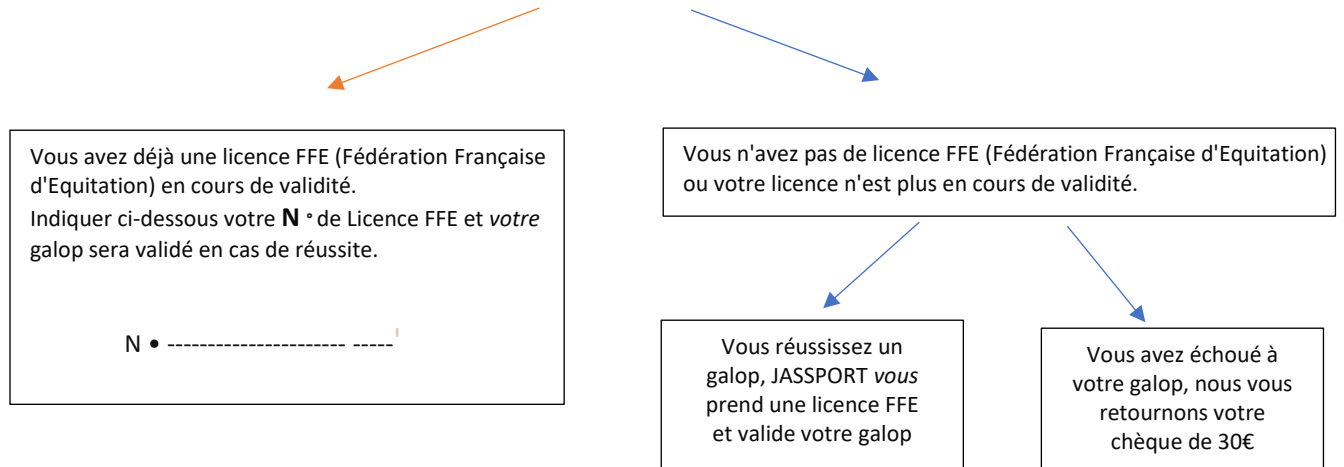 Vous avez déjà une licence FFE (Fédération Française
d'Equitation) en cours de validité.
Indiquer ci-dessous votre N ° de Licence FFE et votre
galop sera validé en cas de réussite.
N • ---------------------- -----'
Vous n'avez pas de licence FFE (Fédération Française d'Equitation)
ou votre licence n'est plus en cours de validité.
Vous réussissez un
galop, JASSPORT vous
prend une licence FFE
et valide votre galop
Vous avez échoué à
votre galop, nous vous
retournons votre
chèque de 30€